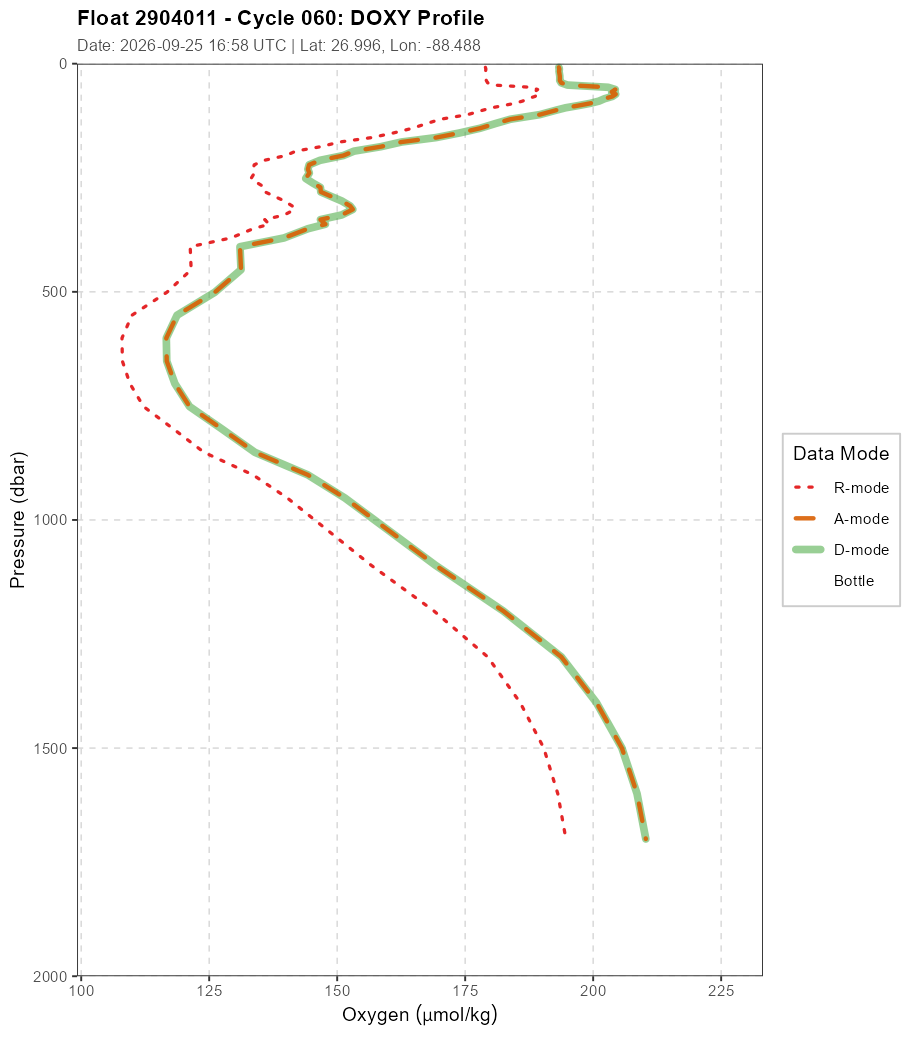 Float 2904011 - Cycle 060: DOXY Profile
Date: 2026-09-25 16:58 UTC | Lat: 26.996, Lon: -88.488
0
500
1000
1500
2000
Pressure (dbar)
100
125
150
175
200
225
Oxygen (μmol/kg)
Data Mode
R-mode
A-mode
D-mode
Bottle